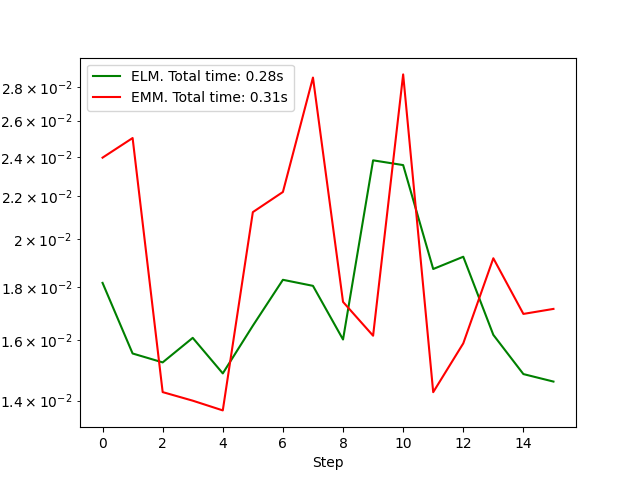 ELM. Total time: 0.28s
EMM. Total time: 0.31s
2.8 × 10⁻²
2.6 × 10⁻²
2.4 × 10⁻²
2.2 × 10⁻²
2 × 10⁻²
1.8 × 10⁻²
1.6 × 10⁻²
1.4 × 10⁻²
0 2 4 6 8 10 12 14
Step